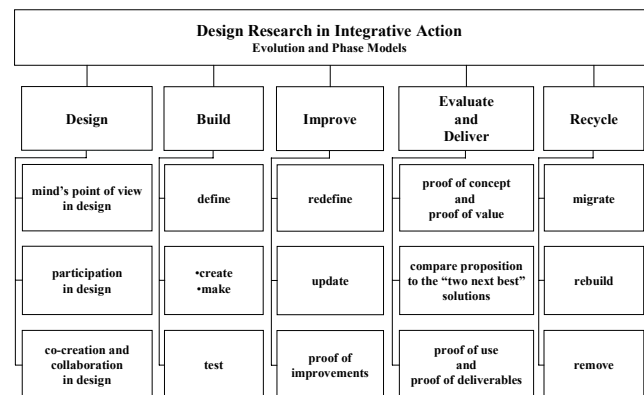 Design Research in Integrative Action
Evolution and Phase Models
Design
Build
Improve
Evaluate
and
Deliver
Recycle
mind's point of view
in design
define
redefine
proof of concept
and
proof of value
migrate
participation
in design
•create
•make
update
compare proposition
to the “two next best”
solutions
rebuild
co-creation and
collaboration
in design
test
proof of
improvements
proof of use
and
proof of deliverables
remove